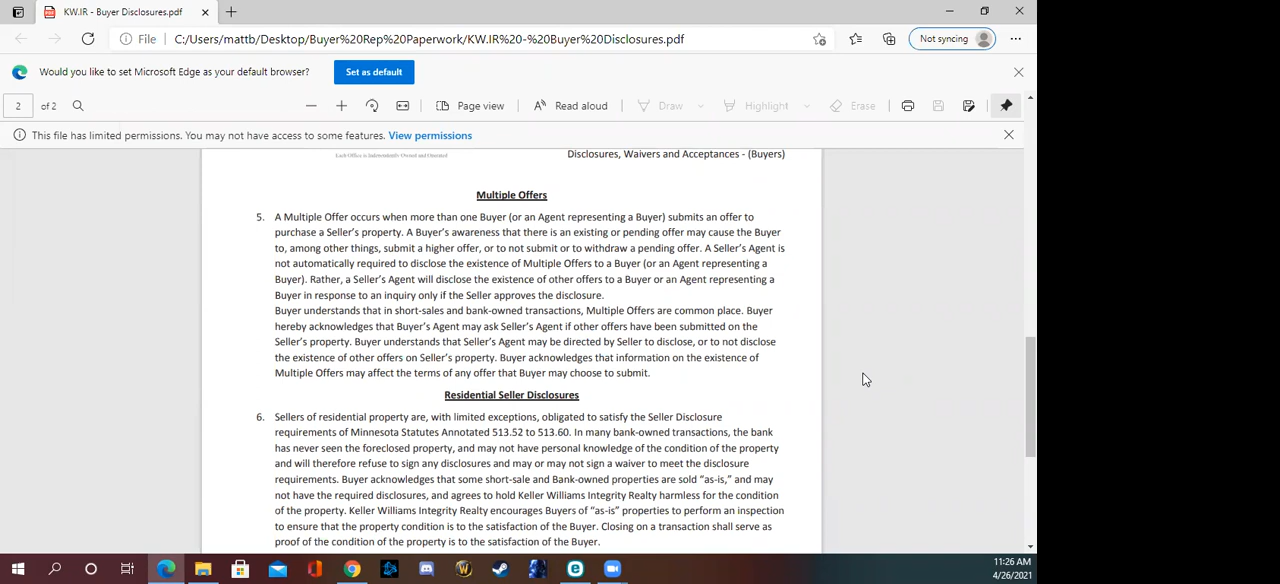 KW.IR - Buyer Disclosures.pdf
File C:/Users/mattb/Desktop/Buyer%20Rep%20Paperwork/KW.IR%20-%20Buyer%20Disclosures.pdf
Not syncing
Would you like to set Microsoft Edge as your default browser?
Set as default
2 of 2
Page view
Read aloud
Draw
Highlight
Erase
This file has limited permissions. You may not have access to some features. View permissions
Each Office is Independently Owned and Operated
Disclosures, Waivers and Acceptances - (Buyers)
Multiple Offers
5. A Multiple Offer occurs when more than one Buyer (or an Agent representing a Buyer) submits an offer to
purchase a Seller's property. A Buyer's awareness that there is an existing or pending offer may cause the Buyer
to, among other things, submit a higher offer, or to not submit or to withdraw a pending offer. A Seller's Agent is
not automatically required to disclose the existence of Multiple Offers to a Buyer (or an Agent representing a
Buyer). Rather, a Seller's Agent will disclose the existence of other offers to a Buyer or an Agent representing a
Buyer in response to an inquiry only if the Seller approves the disclosure.
Buyer understands that in short-sales and bank-owned transactions, Multiple Offers are common place. Buyer
hereby acknowledges that Buyer's Agent may ask Seller's Agent if other offers have been submitted on the
Seller's property. Buyer understands that Seller's Agent may be directed by Seller to disclose, or to not disclose
the existence of other offers on Seller's property. Buyer acknowledges that information on the existence of
Multiple Offers may affect the terms of any offer that Buyer may choose to submit.
Residential Seller Disclosures
6. Sellers of residential property are, with limited exceptions, obligated to satisfy the Seller Disclosure
requirements of Minnesota Statutes Annotated 513.52 to 513.60. In many bank-owned transactions, the bank
has never seen the foreclosed property, and may not have personal knowledge of the condition of the property
and will therefore refuse to sign any disclosures and may or may not sign a waiver to meet the disclosure
requirements. Buyer acknowledges that some short-sale and Bank-owned properties are sold "as-is," and may
not have the required disclosures, and agrees to hold Keller Williams Integrity Realty harmless for the condition
of the property. Keller Williams Integrity Realty encourages Buyers of "as-is" properties to perform an inspection
to ensure that the property condition is to the satisfaction of the Buyer. Closing on a transaction shall serve as
proof of the condition of the property is to the satisfaction of the Buyer.
11:26 AM
4/26/2021